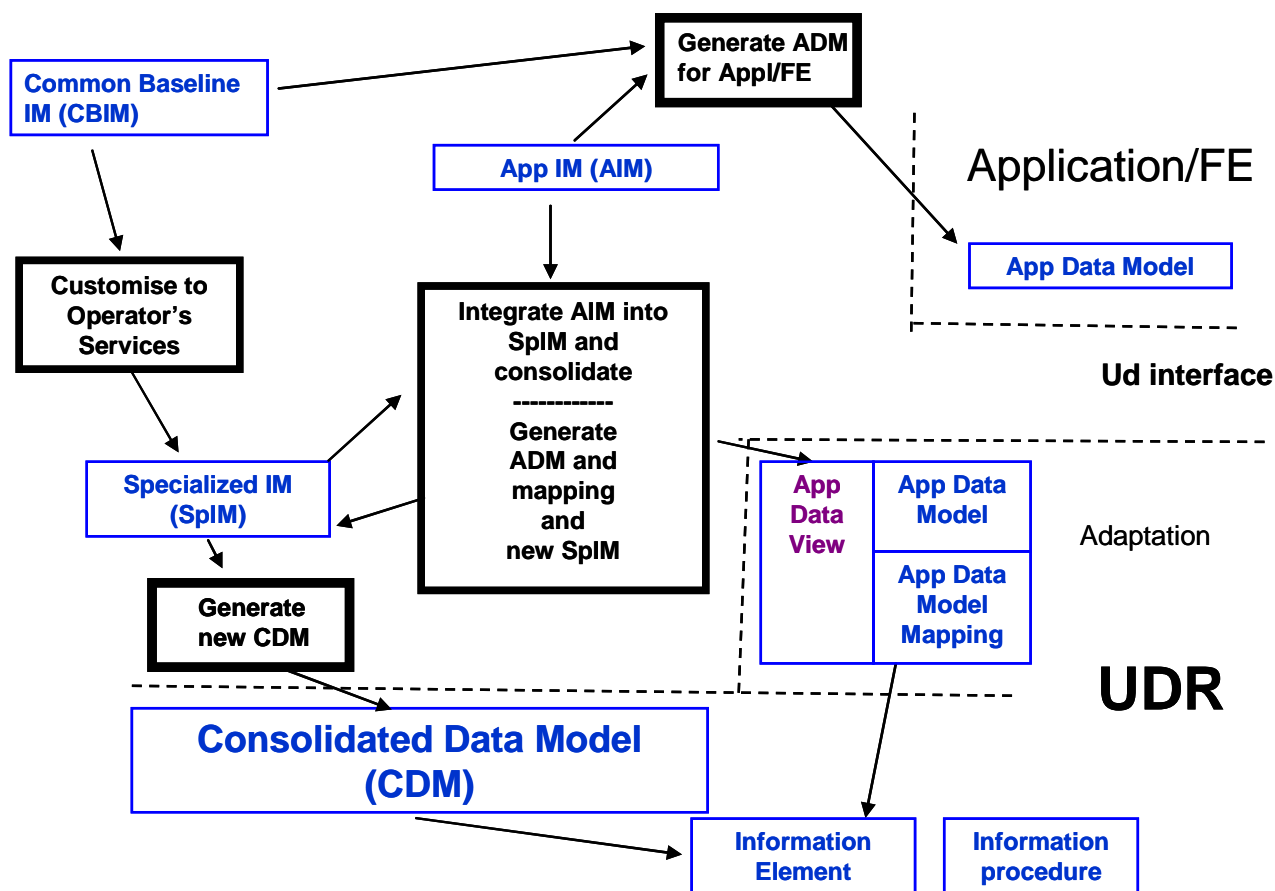 Generate ADM
for Appl/FE
Common Baseline
IM (CBIM)
App IM (AIM)
Application/FE
App Data Model
Customise to
Operator's
Services
Integrate AIM into
SpIM and
consolidate
------------
Generate
ADM and
mapping
and
new SpIM
Ud interface
Specialized IM
(SpIM)
App
Data
View
App Data
Model
Adaptation
App Data
Model
Mapping
Generate
new CDM
UDR
Consolidated Data Model
(CDM)
Information
Element
Information
procedure